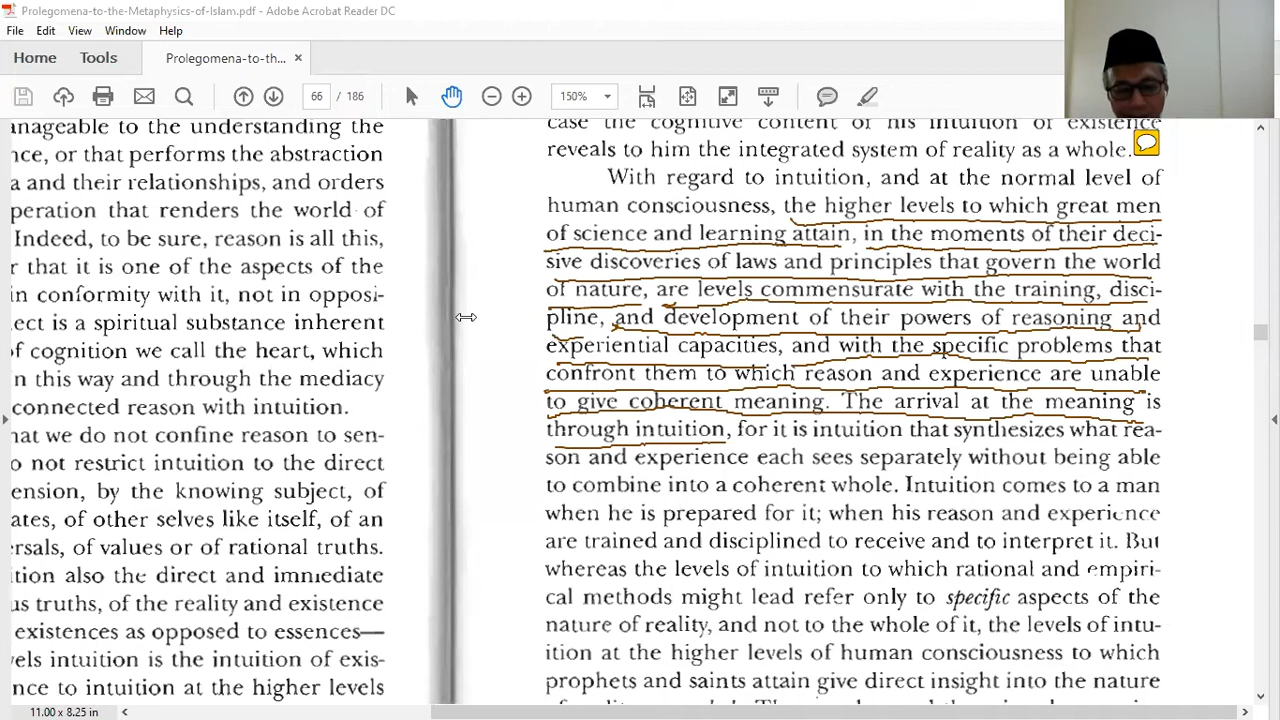 Prolegomena-to-the-Metaphysics-of-Islam.pdf - Adobe Acrobat Reader DC
File Edit View Window Help
Home Tools Prolegomena-to-th... ×
66 / 186 150%
anageable to the understanding the
nce, or that performs the abstraction
a and their relationships, and orders
peration that renders the world of
Indeed, to be sure, reason is all this,
r that it is one of the aspects of the
in conformity with it, not in opposi-
ect is a spiritual substance inherent
of cognition we call the heart, which
n this way and through the mediacy
connected reason with intuition.
hat we do not confine reason to sen-
o not restrict intuition to the direct
ension, by the knowing subject, of
ates, of other selves like itself, of an
ersals, of values or of rational truths.
ition also the direct and immediate
us truths, of the reality and existence
existences as opposed to essences—
vels intuition is the intuition of exis-
nce to intuition at the higher levels
case the cognitive content of his intuition of existence
reveals to him the integrated system of reality as a whole.
With regard to intuition, and at the normal level of
human consciousness, the higher levels to which great men
of science and learning attain, in the moments of their deci-
sive discoveries of laws and principles that govern the world
of nature, are levels commensurate with the training, disci-
pline, and development of their powers of reasoning and
experiential capacities, and with the specific problems that
confront them to which reason and experience are unable
to give coherent meaning. The arrival at the meaning is
through intuition, for it is intuition that synthesizes what rea-
son and experience each sees separately without being able
to combine into a coherent whole. Intuition comes to a man
when he is prepared for it; when his reason and experience
are trained and disciplined to receive and to interpret it. But
whereas the levels of intuition to which rational and empiri-
cal methods might lead refer only to specific aspects of the
nature of reality, and not to the whole of it, the levels of intu-
ition at the higher levels of human consciousness to which
prophets and saints attain give direct insight into the nature
11.00 x 8.25 in